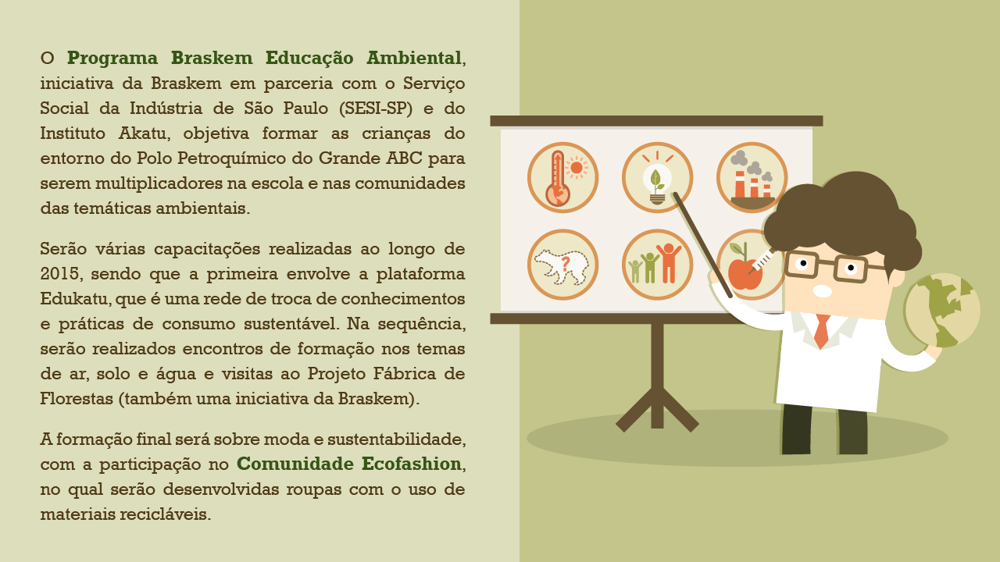 O Programa Braskem Educação Ambiental,
iniciativa da Braskem em parceria com o Serviço
Social da Indústria de São Paulo (SESI-SP) e do
Instituto Akatu, objetiva formar as crianças do
entorno do Polo Petroquímico do Grande ABC para
serem multiplicadores na escola e nas comunidades
das temáticas ambientais.
Serão várias capacitações realizadas ao longo de
2015, sendo que a primeira envolve a plataforma
Edukatu, que é uma rede de troca de conhecimentos
e práticas de consumo sustentável. Na sequência,
serão realizados encontros de formação nos temas
de ar, solo e água e visitas ao Projeto Fábrica de
Florestas (também uma iniciativa da Braskem).
A formação final será sobre moda e sustentabilidade,
com a participação no Comunidade Ecofashion,
no qual serão desenvolvidas roupas com o uso de
materiais recicláveis.
?